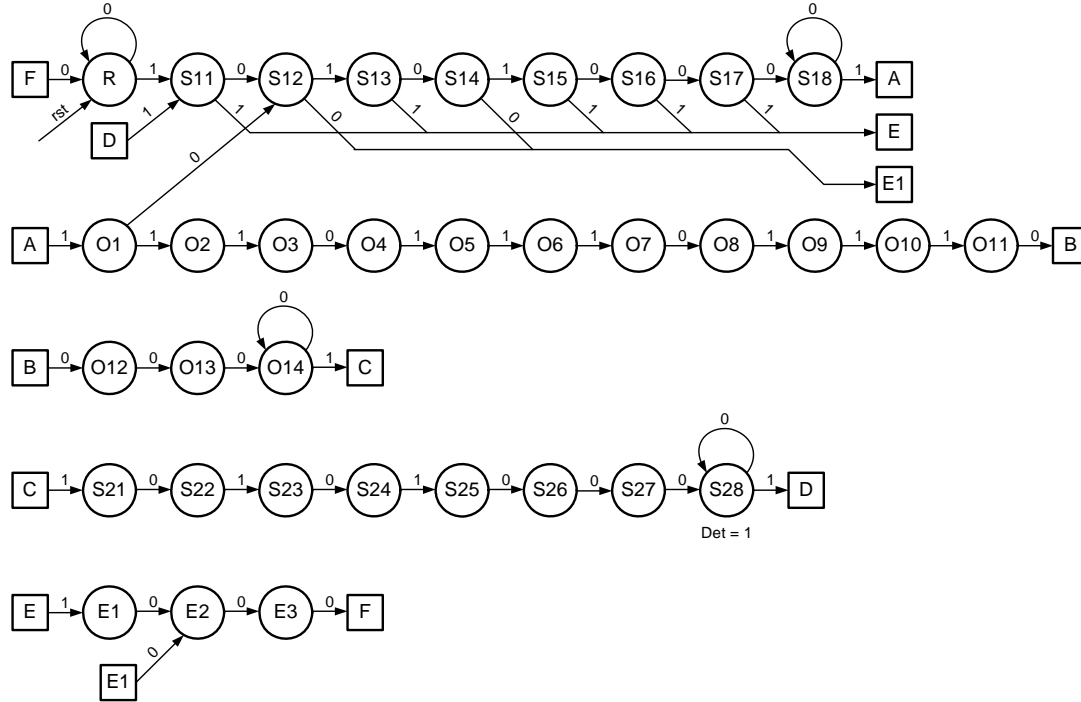 0 0
F 0 R 1 S11 0 S12 1 S13 0 S14 1 S15 0 S16 0 S17 0 S18 1 A
rst D 1 1 0 1 0 1 1 1 E
0 E1
A 1 O1 1 O2 1 O3 0 O4 1 O5 1 O6 1 O7 0 O8 1 O9 1 O10 1 O11 0 B
0
B 0 O12 0 O13 0 O14 1 C
0
C 1 S21 0 S22 1 S23 0 S24 1 S25 0 S26 0 S27 0 S28 1 D
Det = 1
E 1 E1 0 E2 0 E3 0 F
E1 0